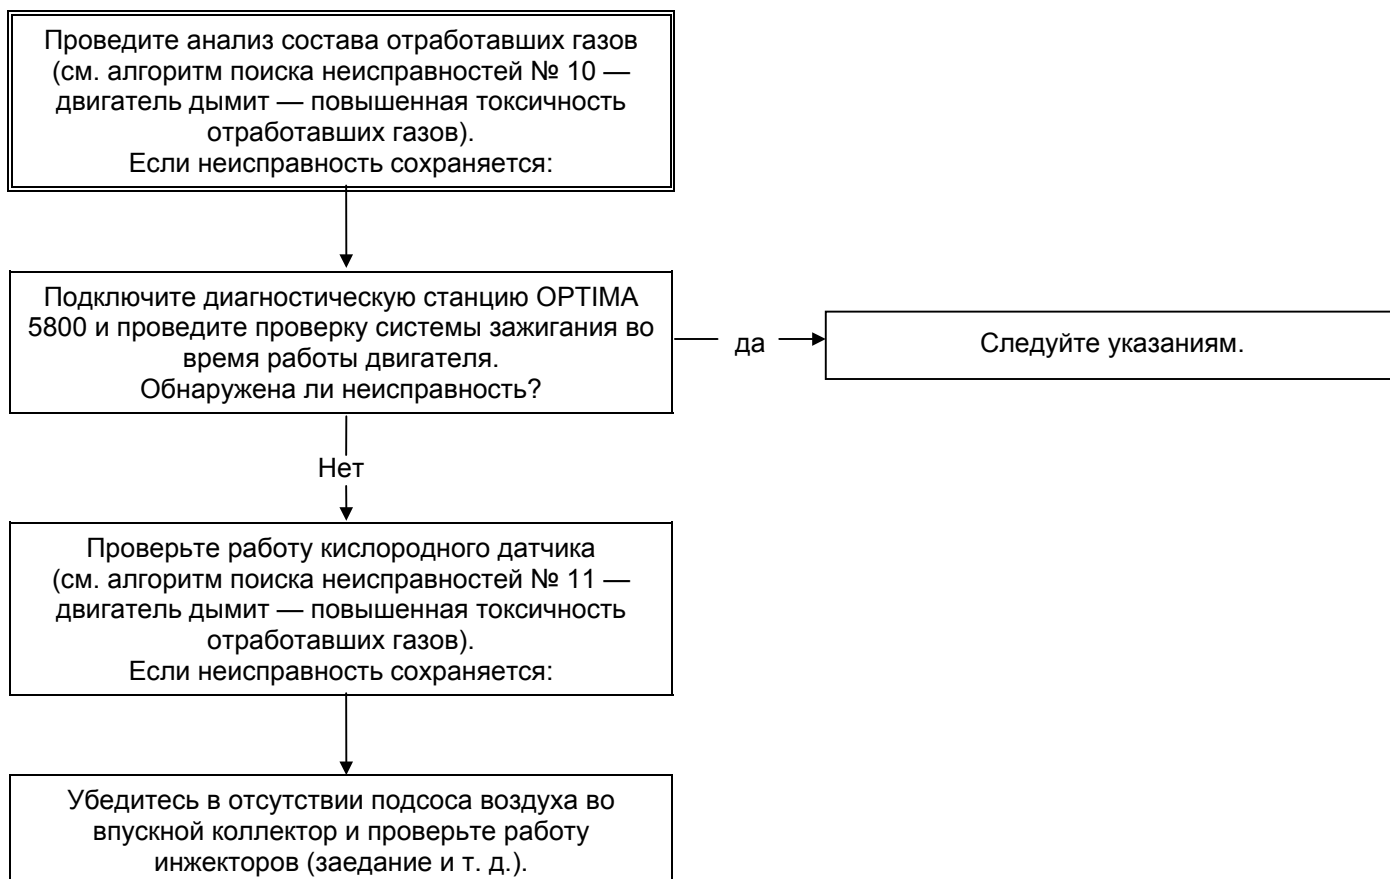 Проведите анализ состава отработавших газов
(см. алгоритм поиска неисправностей № 10 —
двигатель дымит — повышенная токсичность
отработавших газов).
Если неисправность сохраняется:
Подключите диагностическую станцию OPTIMA
5800 и проведите проверку системы зажигания во
время работы двигателя.
Обнаружена ли неисправность?
да
Следуйте указаниям.
Нет
Проверьте работу кислородного датчика
(см. алгоритм поиска неисправностей № 11 —
двигатель дымит — повышенная токсичность
отработавших газов).
Если неисправность сохраняется:
Убедитесь в отсутствии подсоса воздуха во
впускной коллектор и проверьте работу
инжекторов (заедание и т. д.).